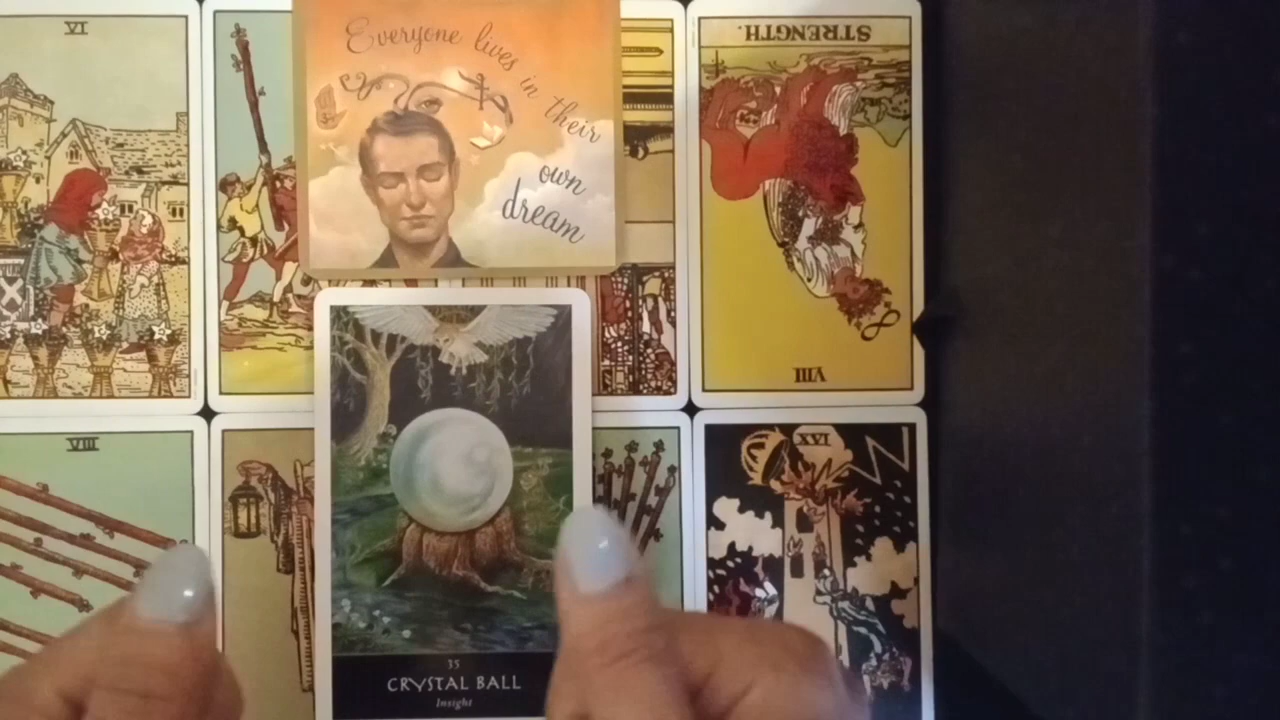 VI
Everyone lives in their
own
dream
STRENGTH.
VIII
VIII
XVI
35
CRYSTAL BALL
Insight